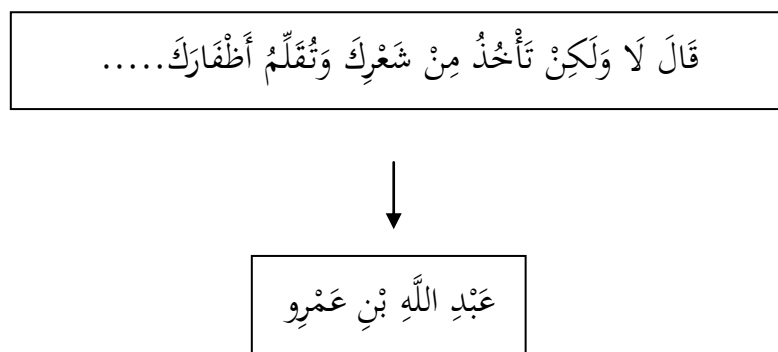 قَالَ لَا وَلَكِنْ تَأْخُذُ مِنْ شَعْرِكَ وَتُقَلِّمُ أَظْفَارَكَ.....
عَبْدِ اللَّهِ بْنِ عَمْرِو